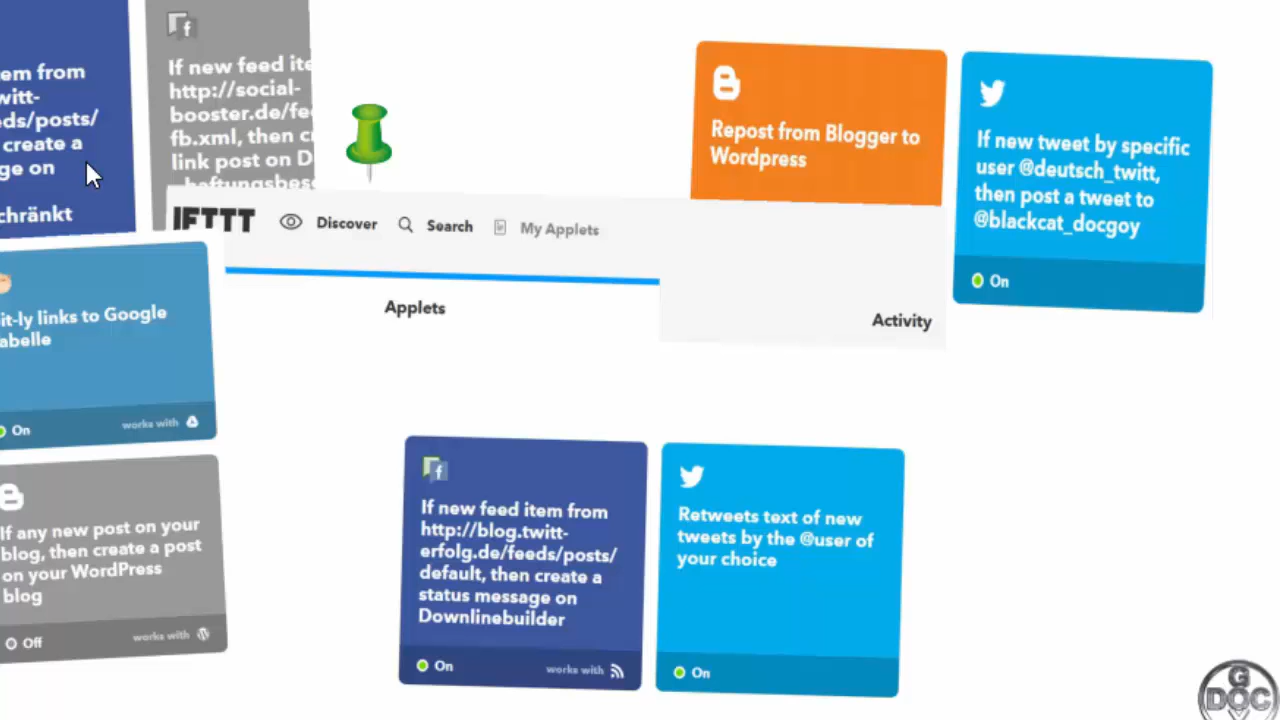 em from
witt-
eds/posts/
create a
ge on
chränkt
If new feed ite
http://social-
booster.de/fee
fb.xml, then cr
link post on D
haftungsbes
IFTTT Discover Search My Applets
Applets
Activity
Repost from Blogger to
Wordpress
If new tweet by specific
user @deutsch_twitt,
then post a tweet to
@blackcat_docgoy
On
it-ly links to Google
abelle
On works with
If any new post on your
blog, then create a post
on your WordPress
blog
Off works with
If new feed item from
http://blog.twitt-
erfolg.de/feeds/posts/
default, then create a
status message on
Downlinebuilder
On works with
Retweets text of new
tweets by the @user of
your choice
On
G
DOC